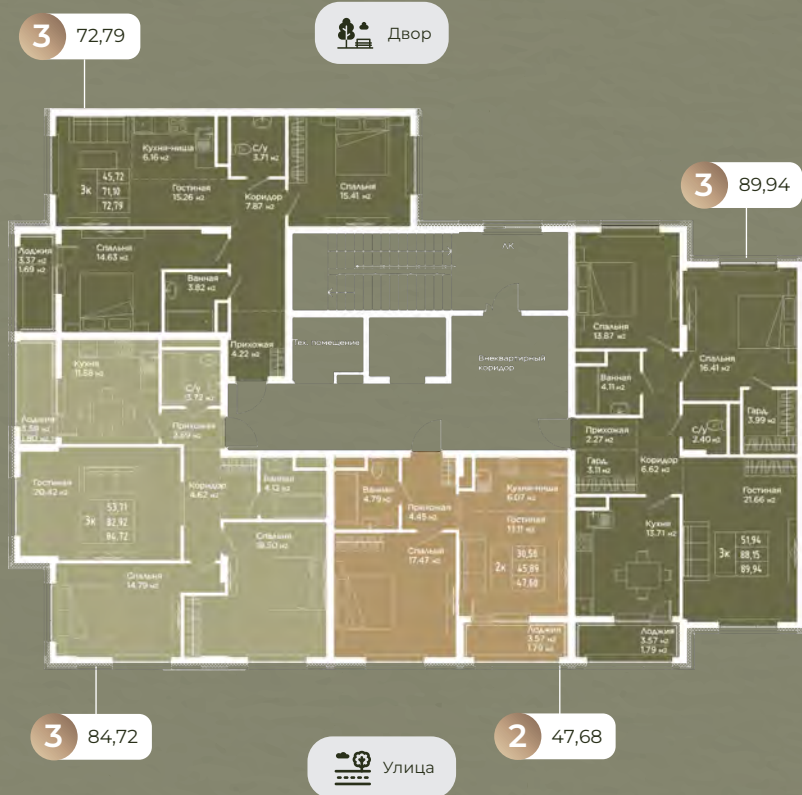 3 72,79
Двор
3 89,94
Кухня-ниша
6.16 м2
С/у
3.71 м2
3к
45,72
71,10
72,79
Гостиная
15.26 м2
Коридор
7.87 м2
Спальня
15.41 м2
Лоджия
3.37 м2
1.69 м2
Спальня
14.63 м2
Ванная
3.82 м2
Прихожая
4.22 м2
ЛК
Тех. помещение
Внеквартирный
коридор
Спальня
13.87 м2
Спальня
16.41 м2
Ванная
4.11 м2
Гард.
3.99 м2
Прихожая
2.27 м2
С/у
2.40 м2
Гард.
3.11 м2
Коридор
6.62 м2
Гостиная
21.66 м2
Кухня
13.71 м2
3к
51,94
88,15
89,94
Лоджия
3.57 м2
1.79 м2
Кухня
11.88 м2
С/у
3.72 м2
Лоджия
Прихожая
Гостиная
20.42 м2
Коридор
4.62 м2
Ванная
4.12 м2
3к
53,71
82,92
84,72
Спальня
18.50 м2
Спальня
14.79 м2
Ванная
4.79 м2
Прихожая
4.45 м2
Кухня-ниша
6.07 м2
Гостиная
Спальня
17.47 м2
2к
45,89
47,68
Лоджия
3.57 м2
1.79 м2
3 84,72
2 47,68
Улица